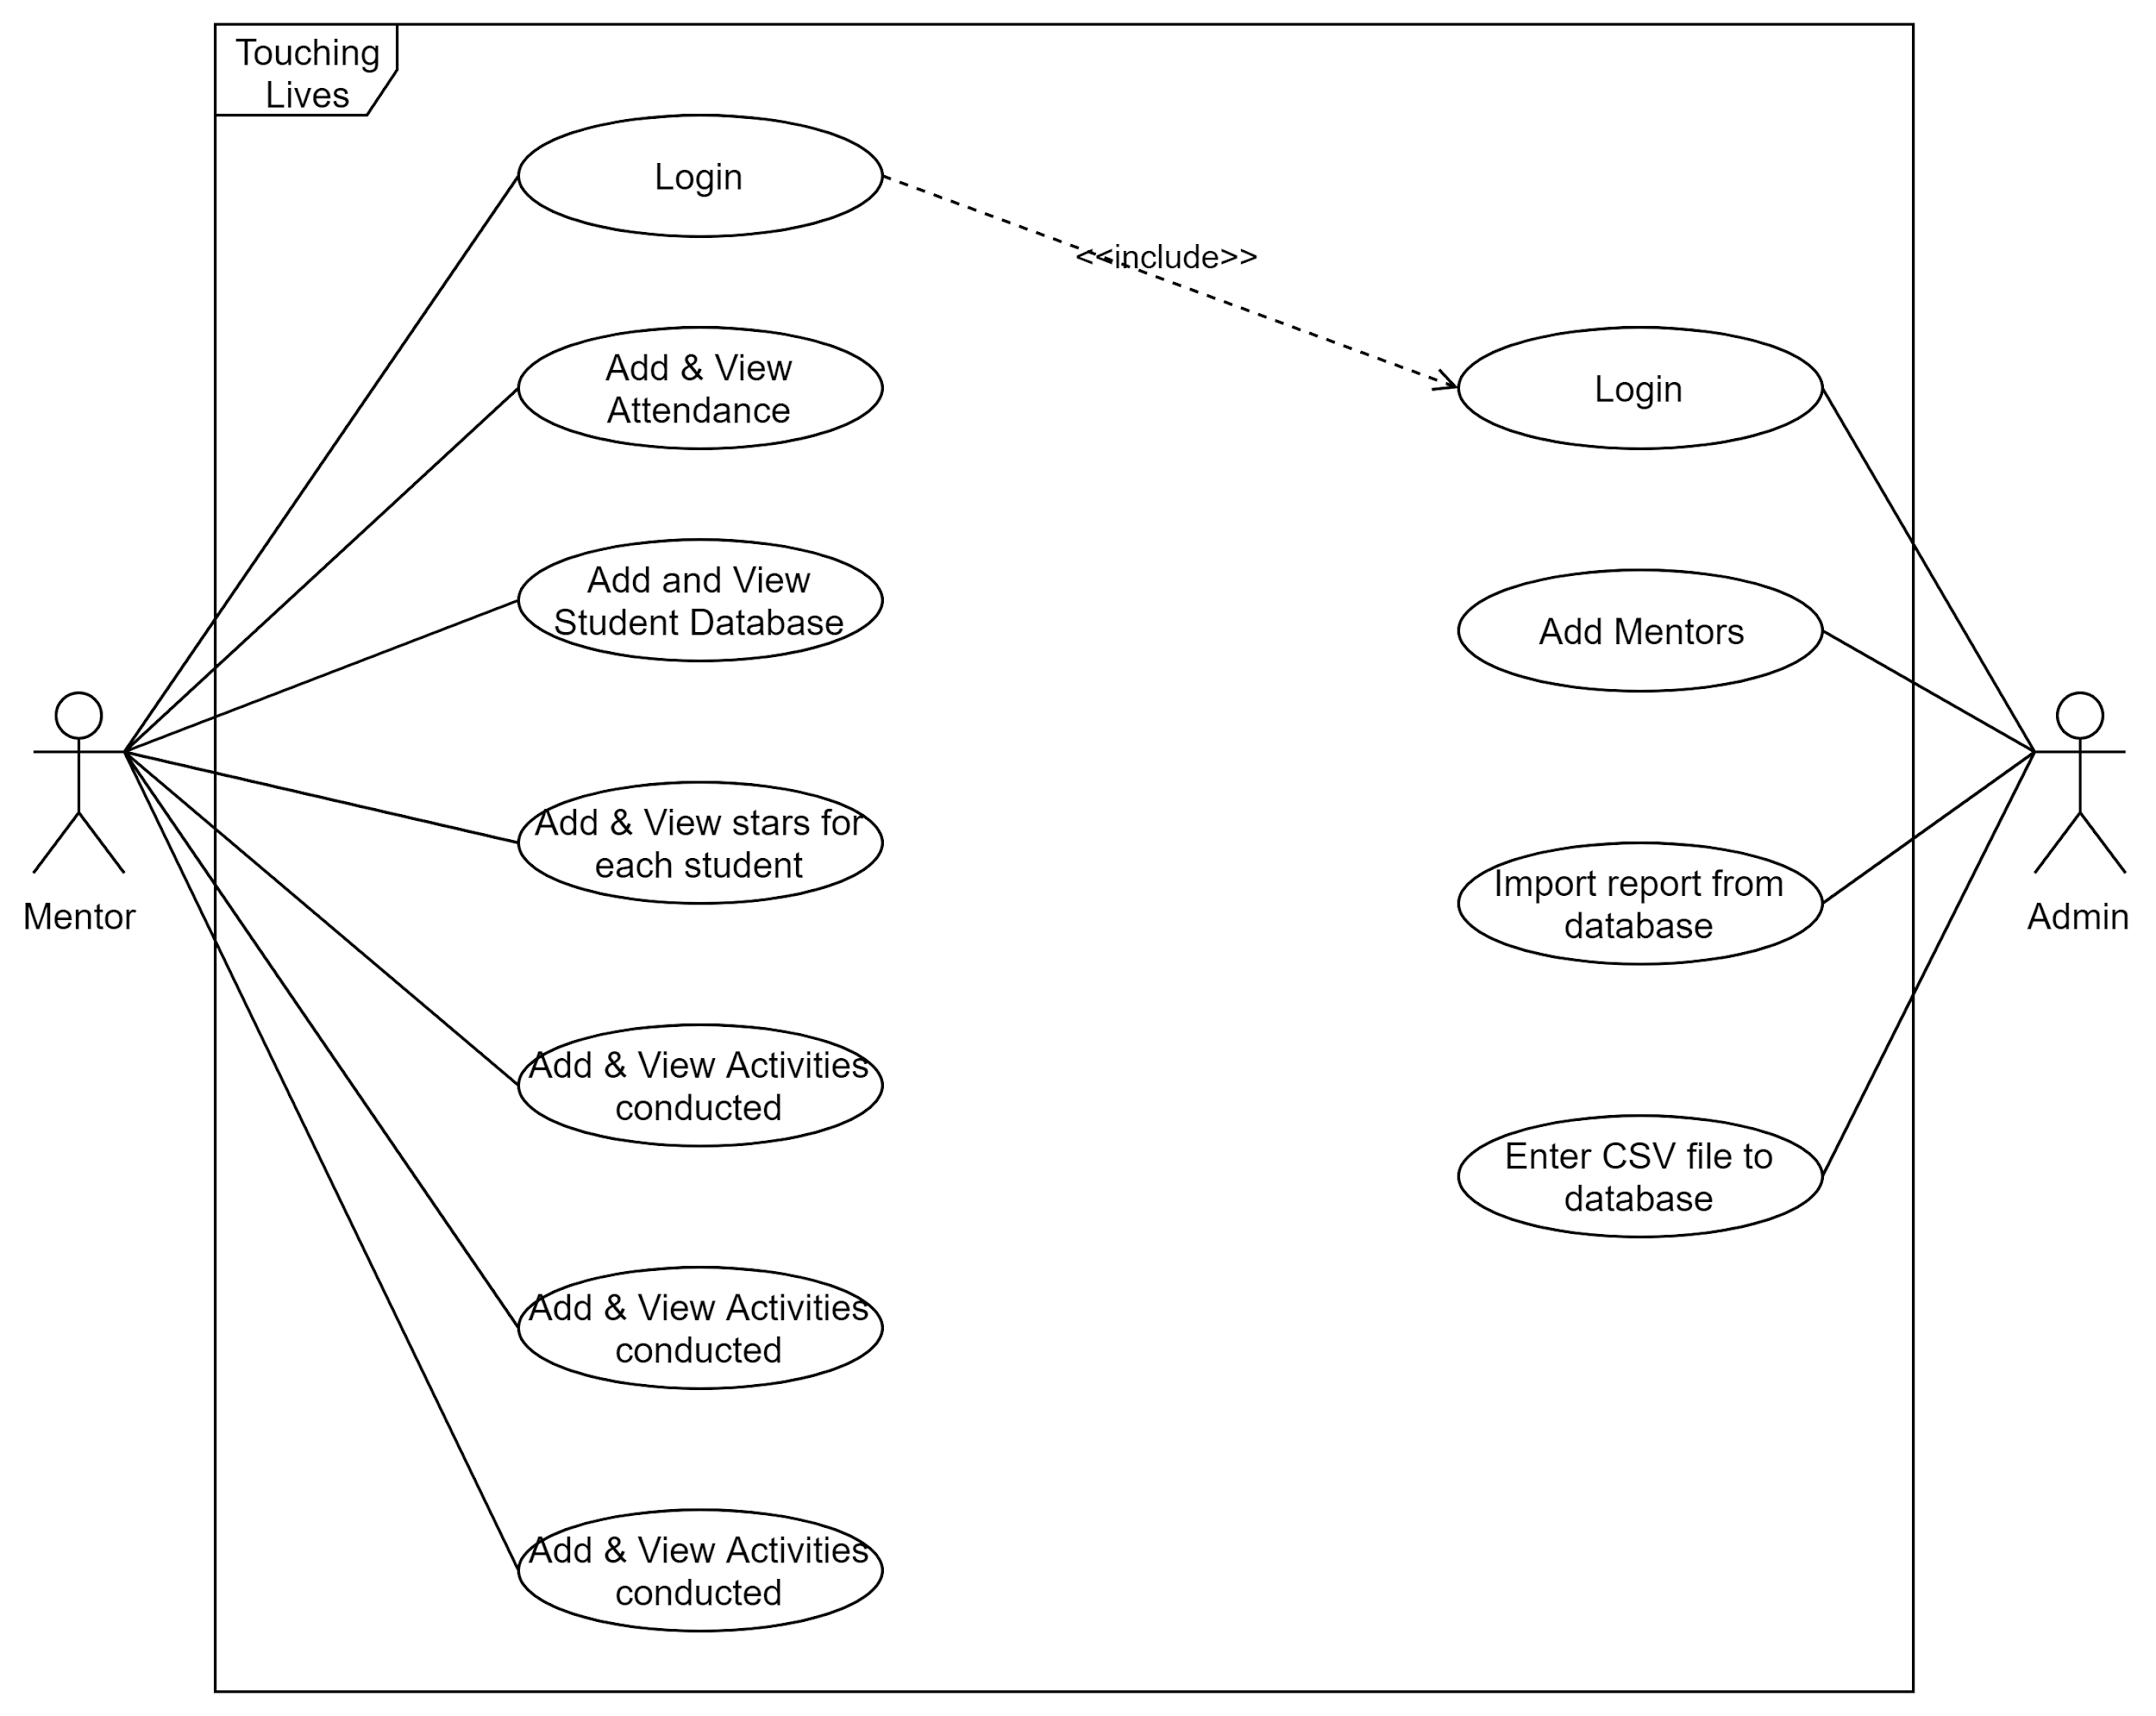 Touching
Lives
Login
<<include>>
Add & View
Attendance
Login
Add and View
Student Database
Add Mentors
Add & View stars for
each student
Import report from
database
Mentor
Admin
Add & View Activities
conducted
Enter CSV file to
database
Add & View Activities
conducted
Add & View Activities
conducted